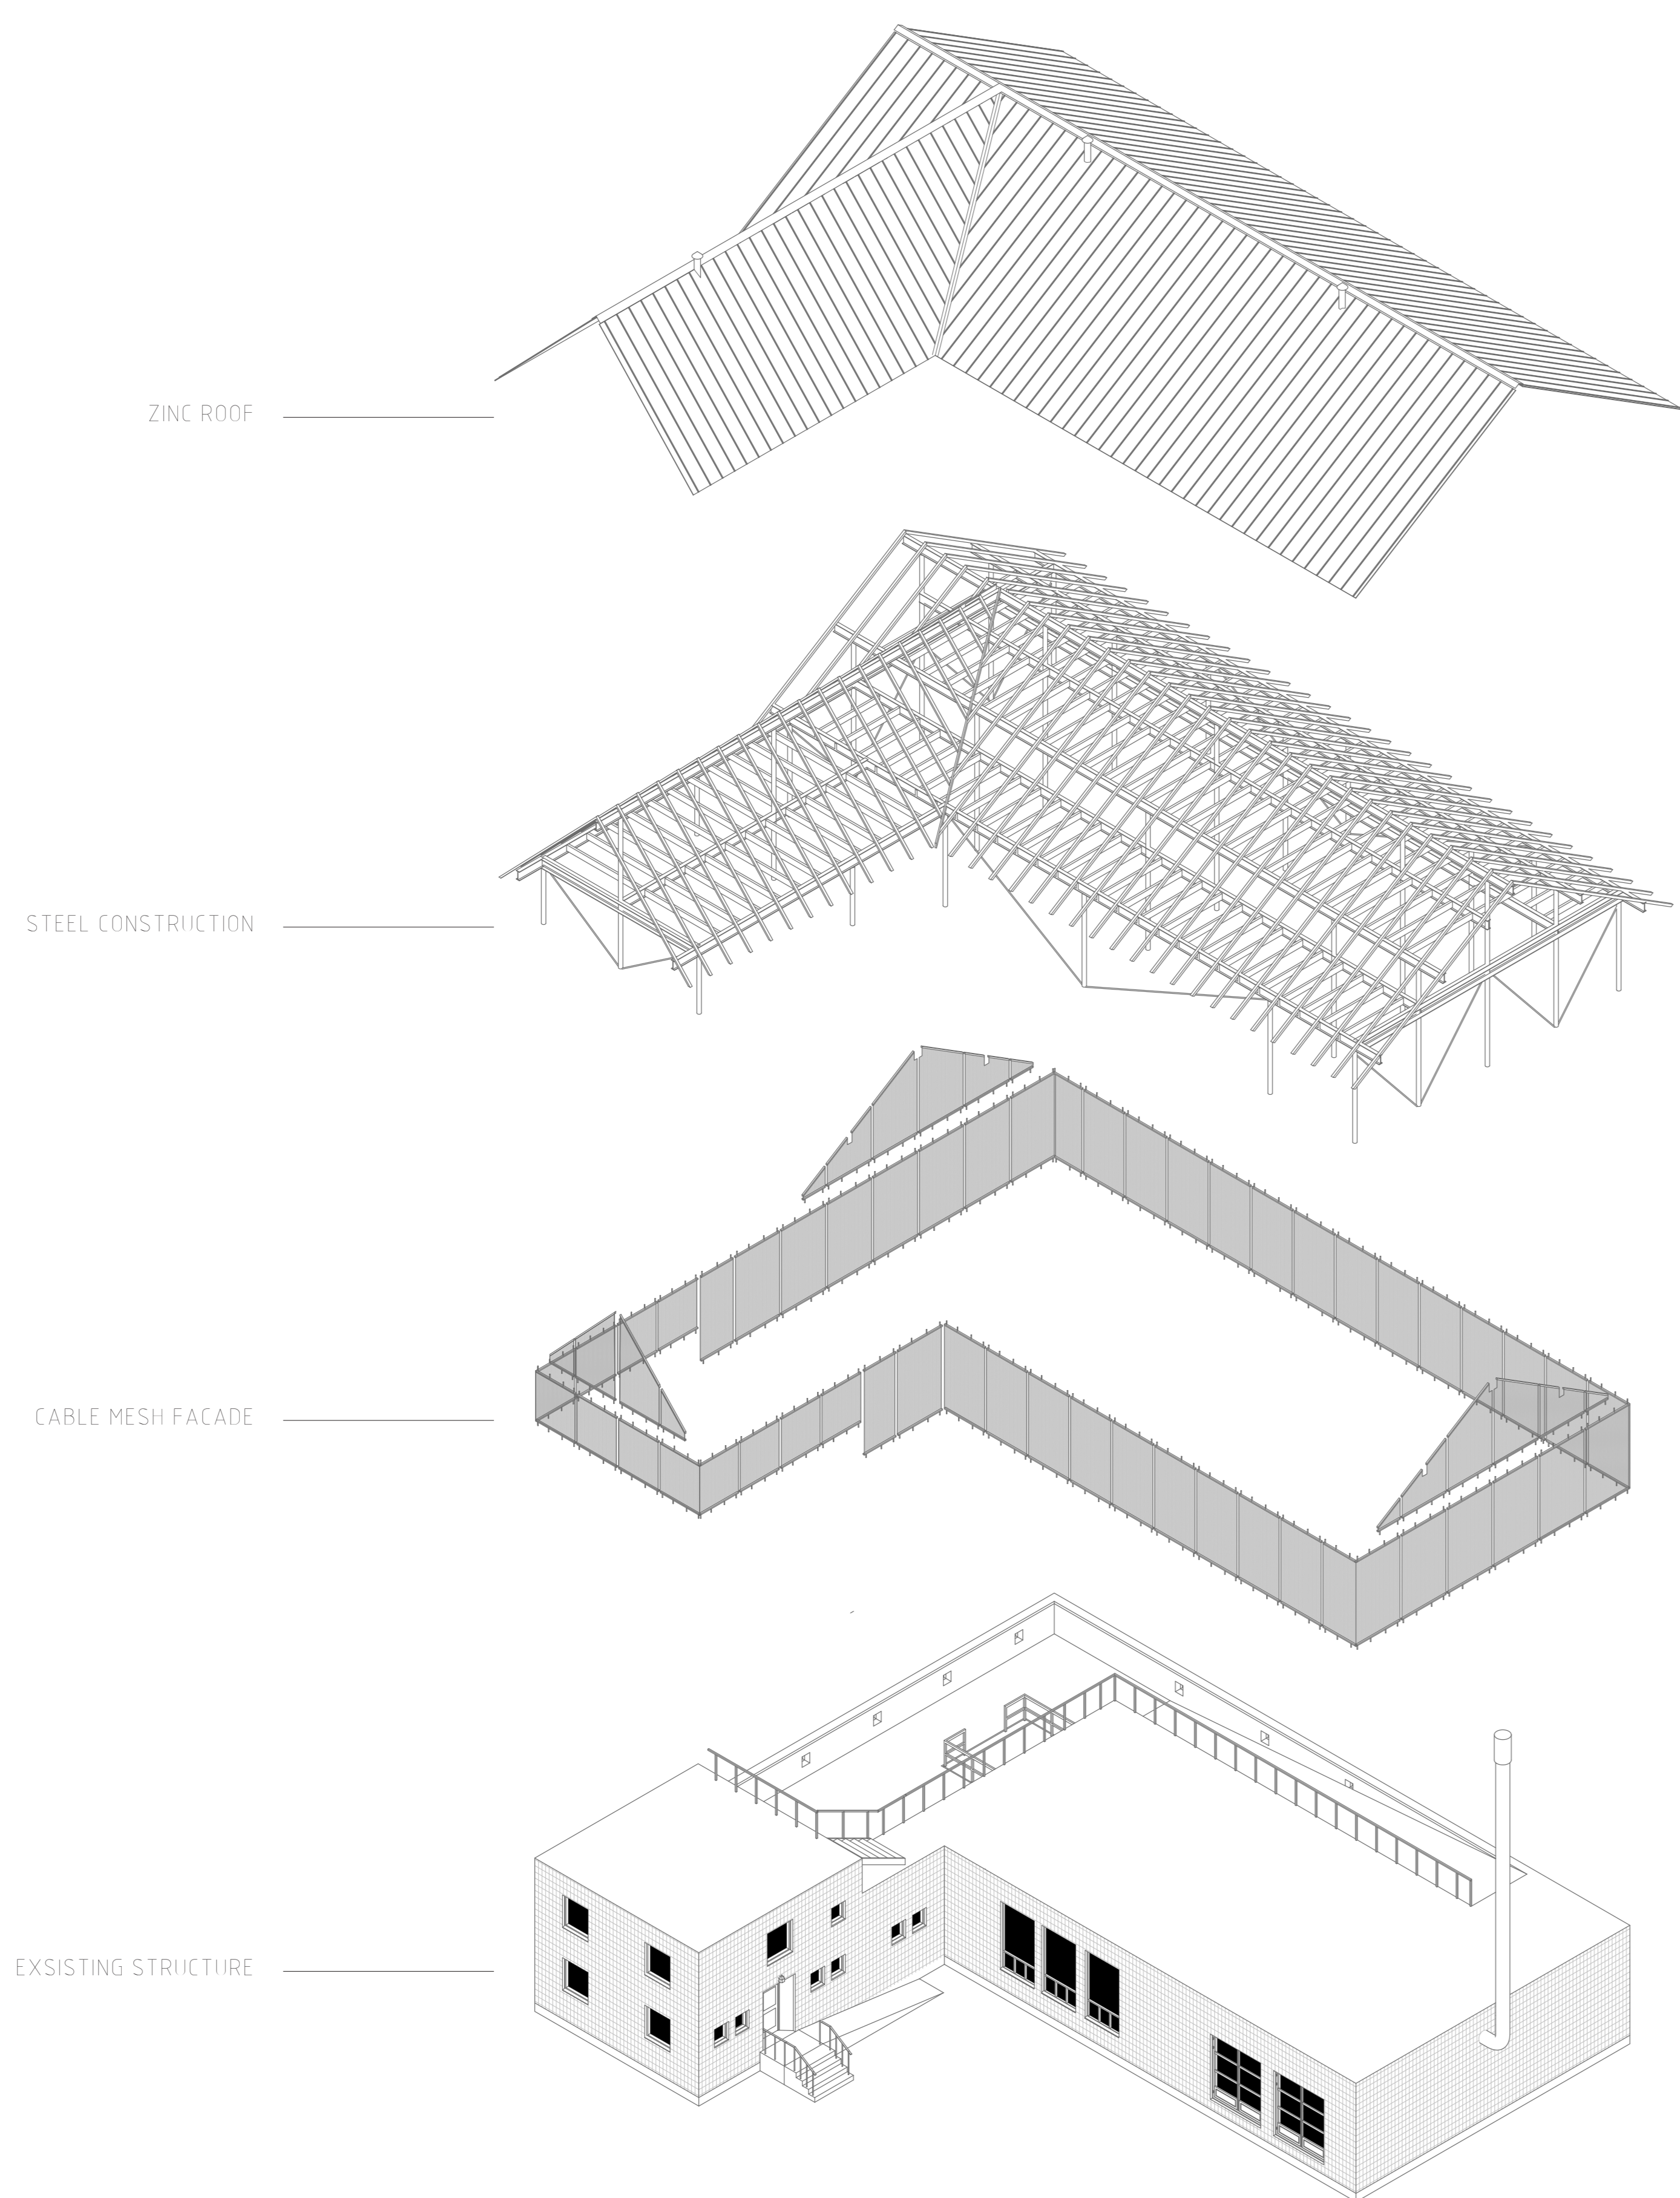 ZINC ROOF
STEEL CONSTRUCTION
CABLE MESH FACADE
EXSISTING STRUCTURE